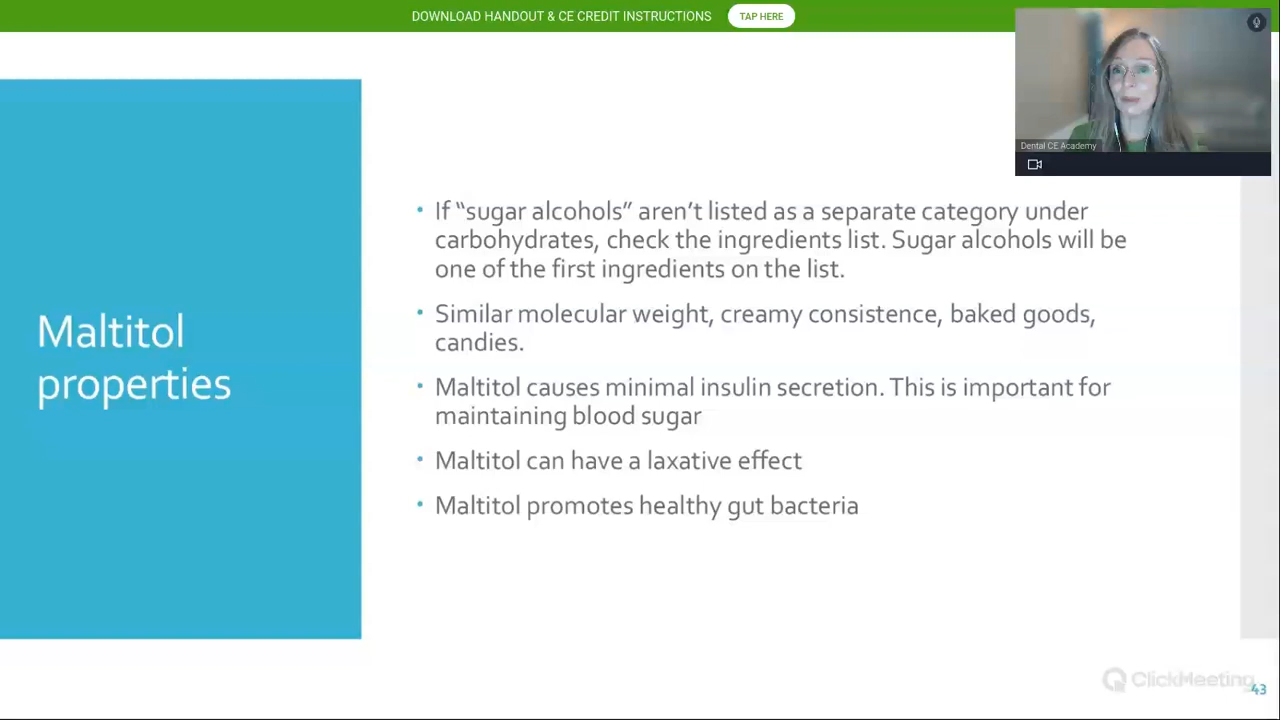 DOWNLOAD HANDOUT & CE CREDIT INSTRUCTIONS TAP HERE
Dental CE Academy
Maltitol
properties
• If “sugar alcohols” aren’t listed as a separate category under
carbohydrates, check the ingredients list. Sugar alcohols will be
one of the first ingredients on the list.
• Similar molecular weight, creamy consistence, baked goods,
candies.
• Maltitol causes minimal insulin secretion. This is important for
maintaining blood sugar
• Maltitol can have a laxative effect
• Maltitol promotes healthy gut bacteria
ClickMeeting
43